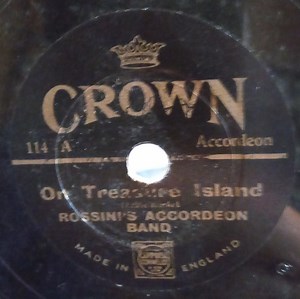 CROWN
114 A Accordeon
On Treasure Island
ROSSINI'S ACCORDEON
BAND
MADE IN ENGLAND